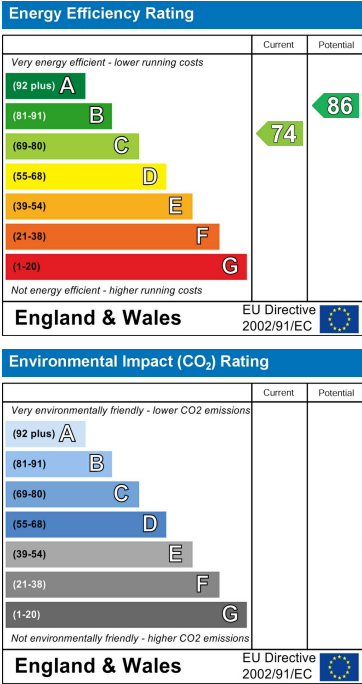 Energy Efficiency Rating
Current Potential
Very energy efficient - lower running costs
(92 plus) A
(81-91) B
(69-80) C
(55-68) D
(39-54) E
(21-38) F
(1-20) G
74
86
Not energy efficient - higher running costs
England & Wales
EU Directive
2002/91/EC
Environmental Impact (CO₂) Rating
Current Potential
Very environmentally friendly - lower CO2 emissions
(92 plus) A
(81-91) B
(69-80) C
(55-68) D
(39-54) E
(21-38) F
(1-20) G
Not environmentally friendly - higher CO2 emissions
England & Wales
EU Directive
2002/91/EC